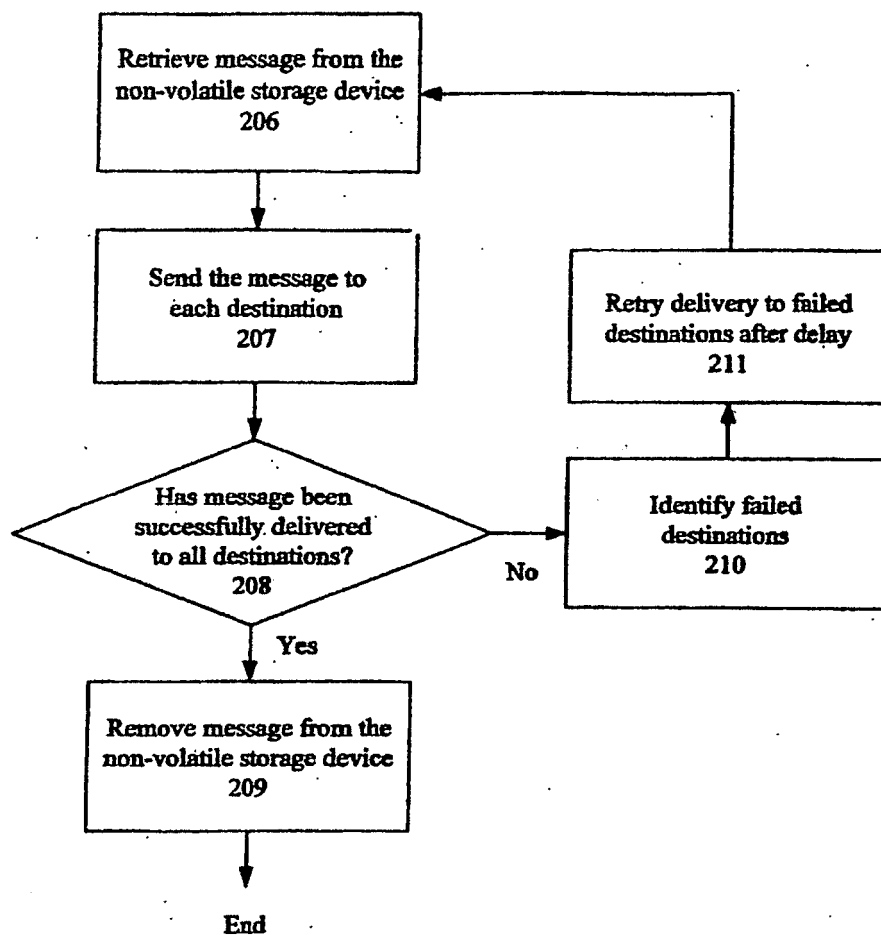 Retrieve message from the
non-volatile storage device
206
Send the message to
each destination
207
Has message been
successfully. delivered
to all destinations?
208
No
Yes
Identify failed
destinations
210
Retry delivery to failed
destinations after delay
211
Remove message from the
non-volatile storage device
209
End